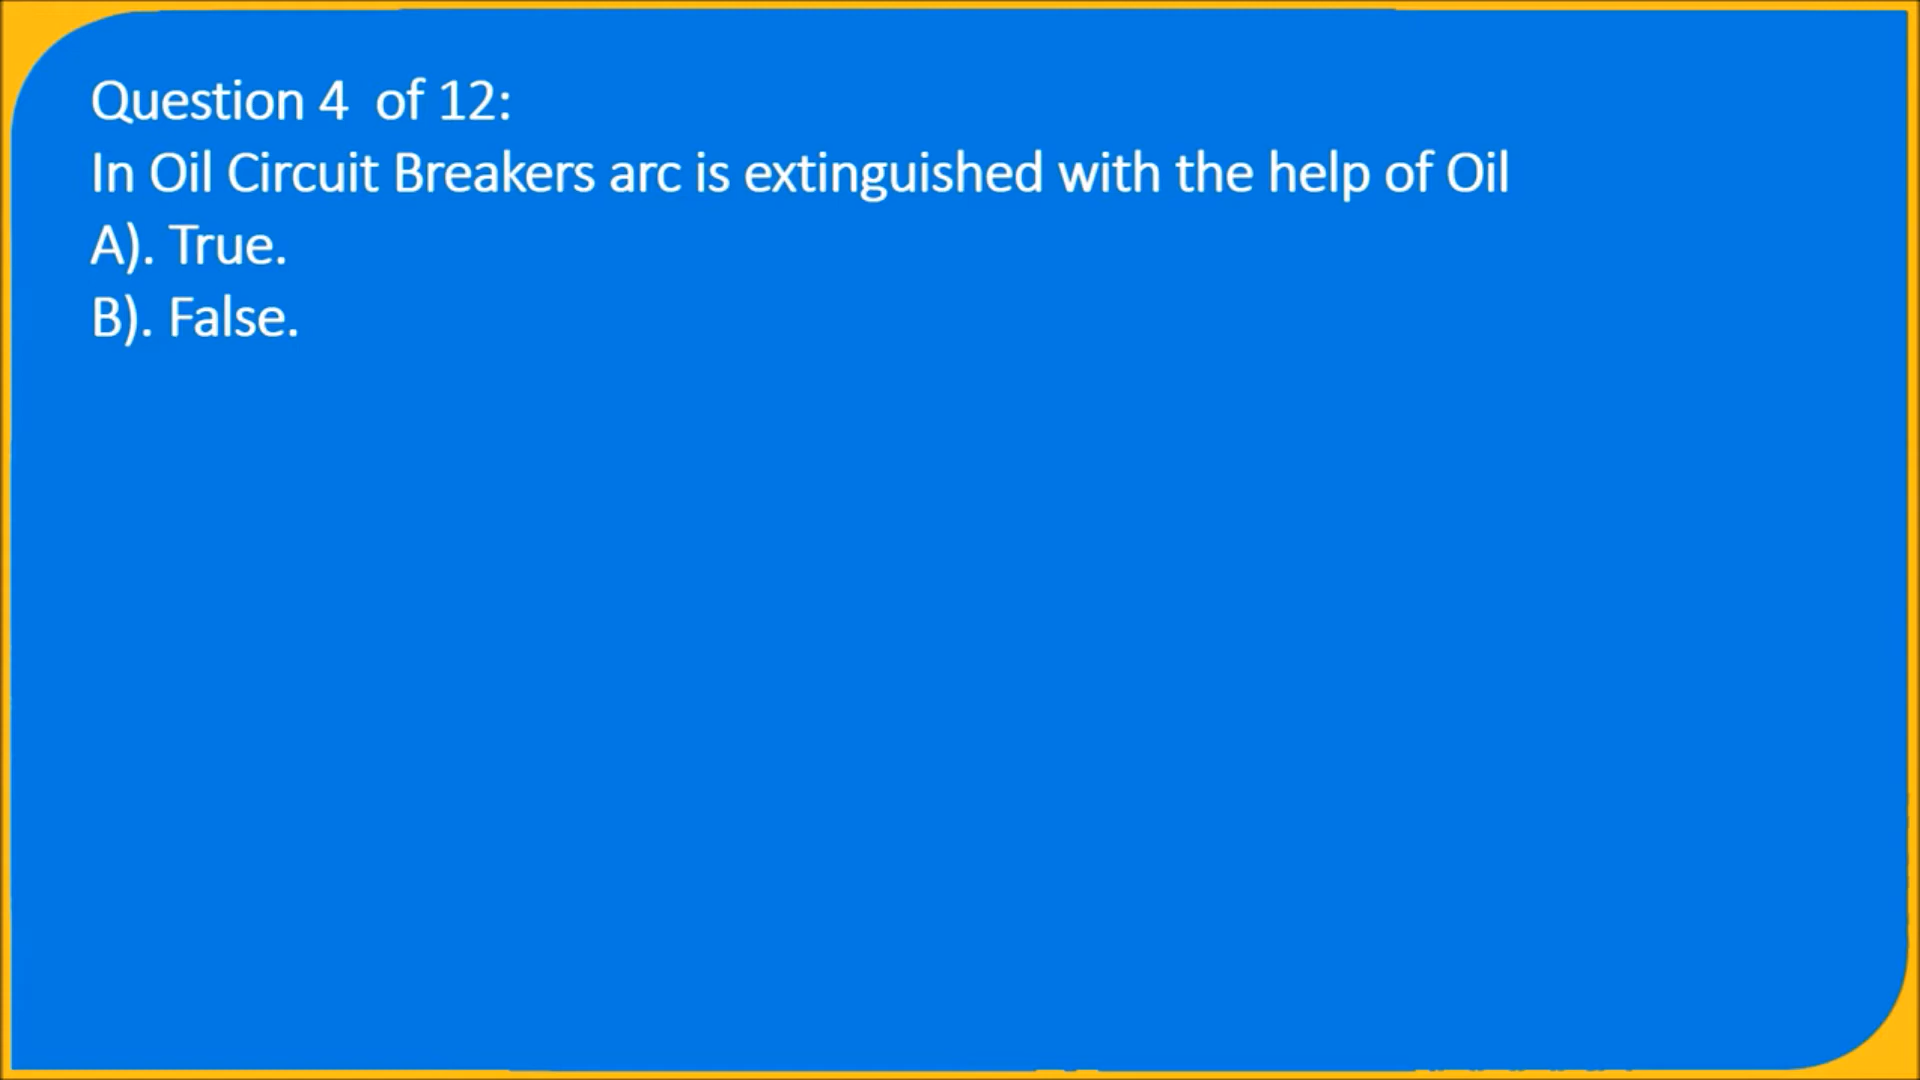 Question 4  of 12:
In Oil Circuit Breakers arc is extinguished with the help of Oil
A). True.
B). False.